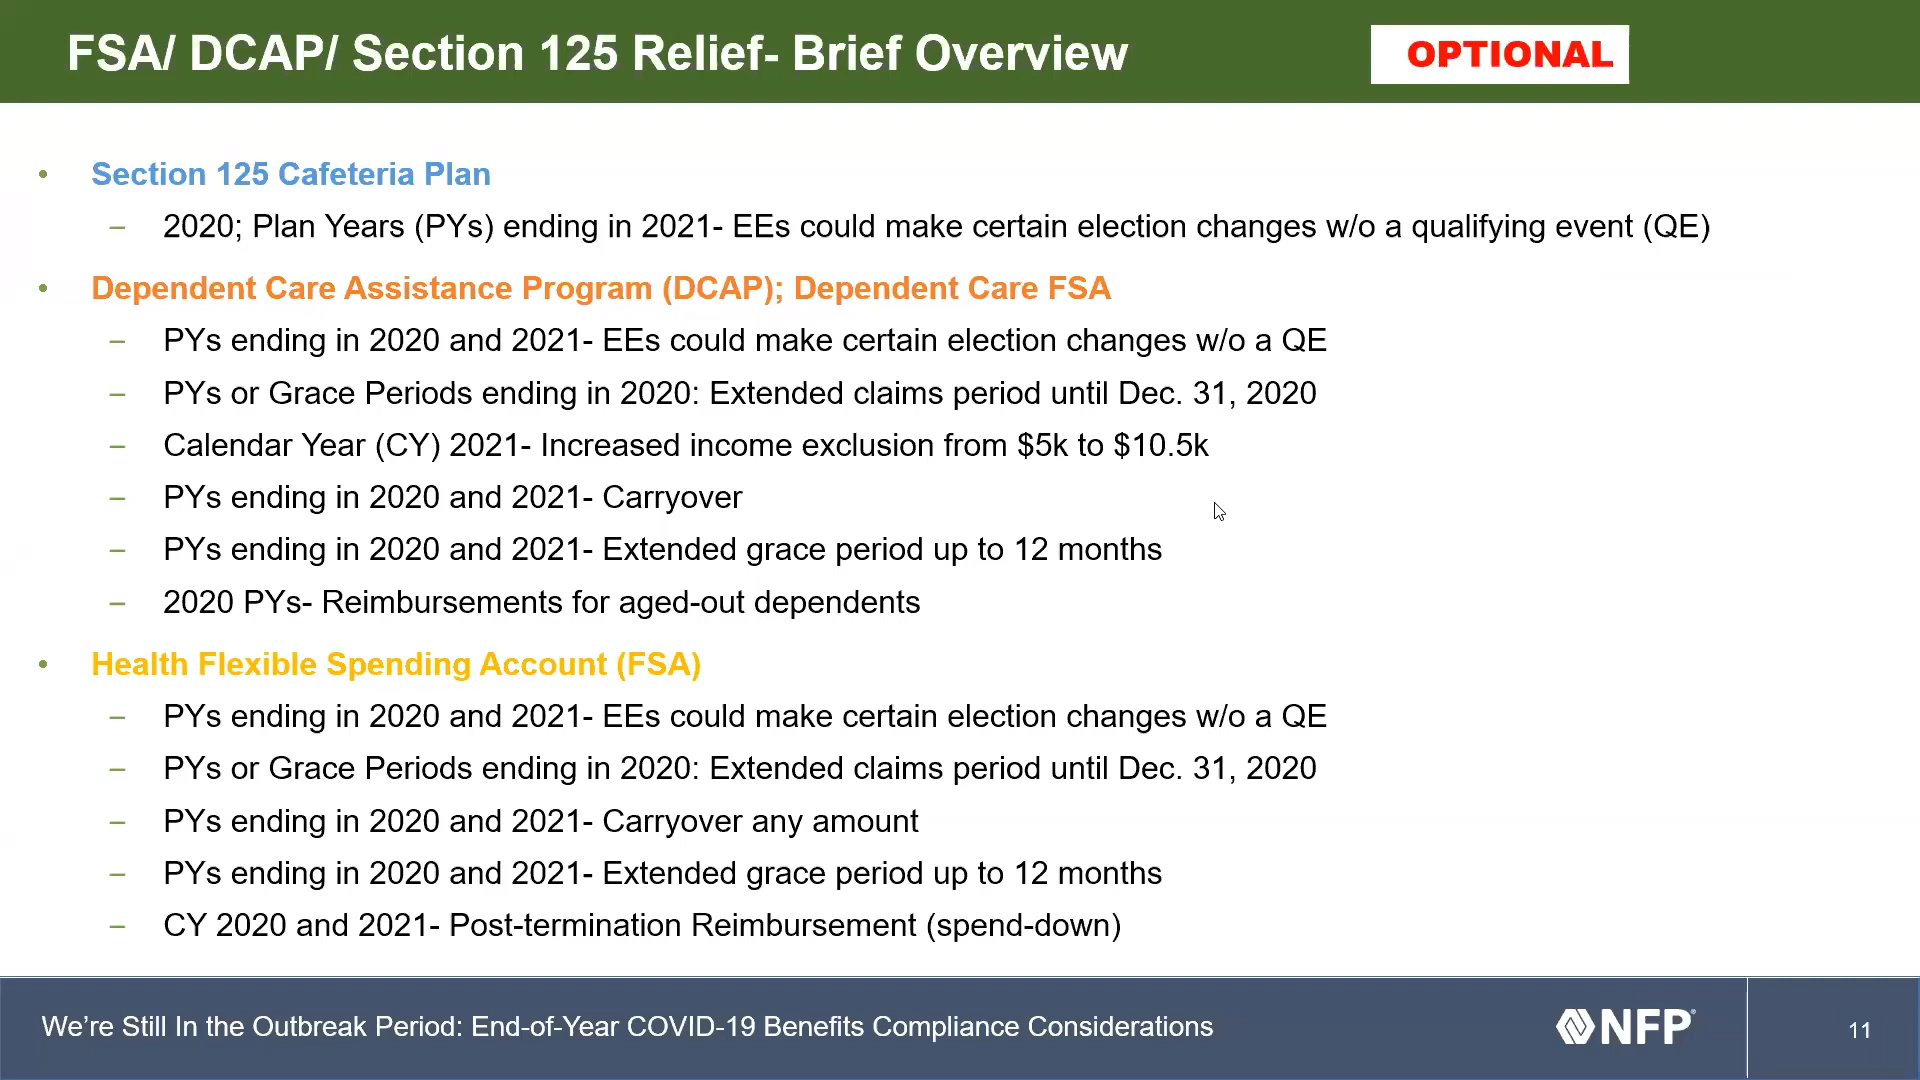 FSA/ DCAP/ Section 125 Relief- Brief Overview
OPTIONAL
• Section 125 Cafeteria Plan
– 2020; Plan Years (PYs) ending in 2021- EEs could make certain election changes w/o a qualifying event (QE)
• Dependent Care Assistance Program (DCAP); Dependent Care FSA
– PYs ending in 2020 and 2021- EEs could make certain election changes w/o a QE
– PYs or Grace Periods ending in 2020: Extended claims period until Dec. 31, 2020
– Calendar Year (CY) 2021- Increased income exclusion from $5k to $10.5k
– PYs ending in 2020 and 2021- Carryover
– PYs ending in 2020 and 2021- Extended grace period up to 12 months
– 2020 PYs- Reimbursements for aged-out dependents
• Health Flexible Spending Account (FSA)
– PYs ending in 2020 and 2021- EEs could make certain election changes w/o a QE
– PYs or Grace Periods ending in 2020: Extended claims period until Dec. 31, 2020
– PYs ending in 2020 and 2021- Carryover any amount
– PYs ending in 2020 and 2021- Extended grace period up to 12 months
– CY 2020 and 2021- Post-termination Reimbursement (spend-down)
We’re Still In the Outbreak Period: End-of-Year COVID-19 Benefits Compliance Considerations
NFP®
11